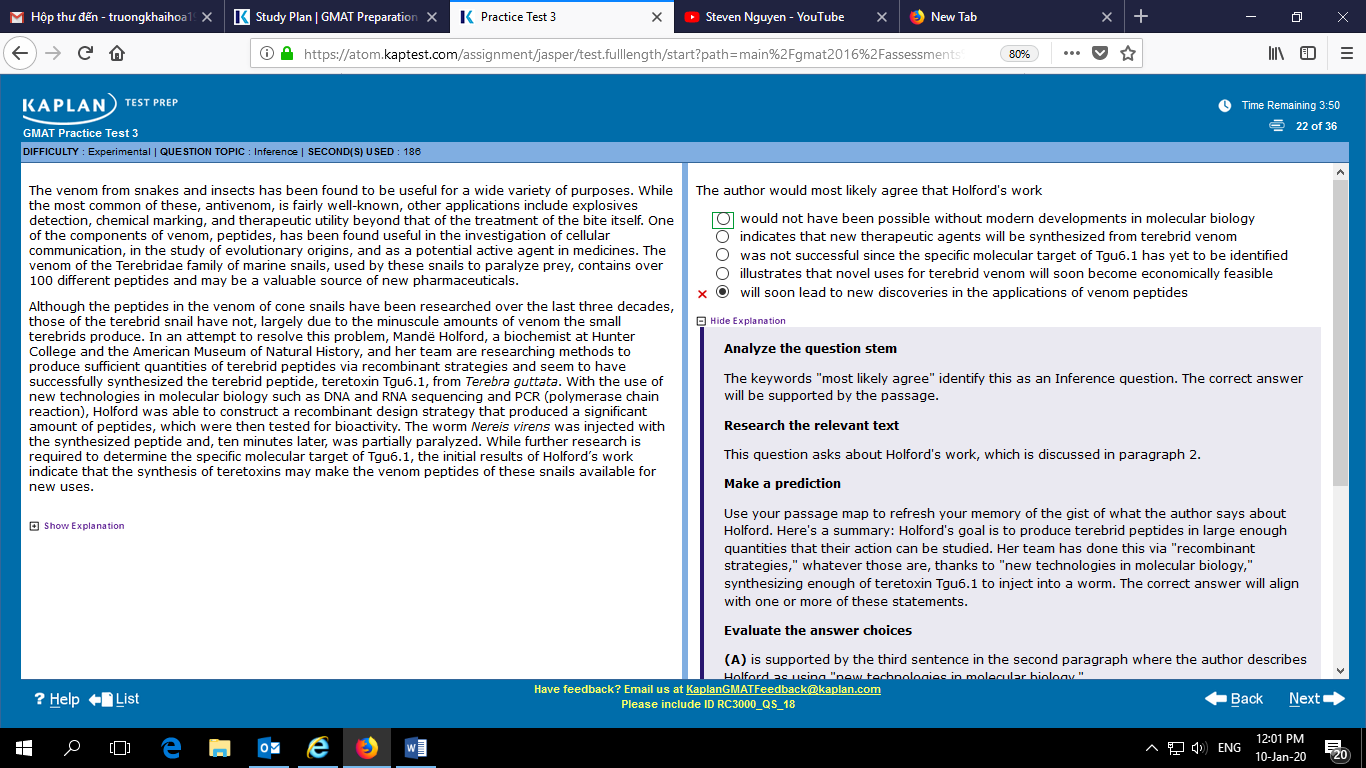 Hộp thư đến - truongkhaihoa1
Study Plan | GMAT Preparation
Practice Test 3
Steven Nguyen - YouTube
New Tab
https://atom.kaptest.com/assignment/jasper/test.fulllength/start?path=main%2Fgmat2016%2Fassessments
80%
KAPLAN TEST PREP
GMAT Practice Test 3
Time Remaining 3:50
22 of 36
DIFFICULTY : Experimental | QUESTION TOPIC : Inference | SECOND(S) USED : 186
The venom from snakes and insects has been found to be useful for a wide variety of purposes. While
the most common of these, antivenom, is fairly well-known, other applications include explosives
detection, chemical marking, and therapeutic utility beyond that of the treatment of the bite itself. One
of the components of venom, peptides, has been found useful in the investigation of cellular
communication, in the study of evolutionary origins, and as a potential active agent in medicines. The
venom of the Terebridae family of marine snails, used by these snails to paralyze prey, contains over
100 different peptides and may be a valuable source of new pharmaceuticals.
Although the peptides in the venom of cone snails have been researched over the last three decades,
those of the terebrid snail have not, largely due to the minuscule amounts of venom the small
terebrids produce. In an attempt to resolve this problem, Mandë Holford, a biochemist at Hunter
College and the American Museum of Natural History, and her team are researching methods to
produce sufficient quantities of terebrid peptides via recombinant strategies and seem to have
successfully synthesized the terebrid peptide, teretoxin Tgu6.1, from Terebra guttata. With the use of
new technologies in molecular biology such as DNA and RNA sequencing and PCR (polymerase chain
reaction), Holford was able to construct a recombinant design strategy that produced a significant
amount of peptides, which were then tested for bioactivity. The worm Nereis virens was injected with
the synthesized peptide and, ten minutes later, was partially paralyzed. While further research is
required to determine the specific molecular target of Tgu6.1, the initial results of Holford's work
indicate that the synthesis of teretoxins may make the venom peptides of these snails available for
new uses.
Show Explanation
The author would most likely agree that Holford's work
would not have been possible without modern developments in molecular biology
indicates that new therapeutic agents will be synthesized from terebrid venom
was not successful since the specific molecular target of Tgu6.1 has yet to be identified
illustrates that novel uses for terebrid venom will soon become economically feasible
will soon lead to new discoveries in the applications of venom peptides
Hide Explanation
Analyze the question stem
The keywords "most likely agree" identify this as an Inference question. The correct answer
will be supported by the passage.
Research the relevant text
This question asks about Holford's work, which is discussed in paragraph 2.
Make a prediction
Use your passage map to refresh your memory of the gist of what the author says about
Holford. Here's a summary: Holford's goal is to produce terebrid peptides in large enough
quantities that their action can be studied. Her team has done this via "recombinant
strategies," whatever those are, thanks to "new technologies in molecular biology,"
synthesizing enough of teretoxin Tgu6.1 to inject into a worm. The correct answer will align
with one or more of these statements.
Evaluate the answer choices
(A) is supported by the third sentence in the second paragraph where the author describes
Holford as using "new technologies in molecular biology."
? Help
List
Have feedback? Email us at KaplanGMATFeedback@kaplan.com
Please include ID RC3000_QS_18
Back
Next
ENG
12:01 PM
10-Jan-20
20